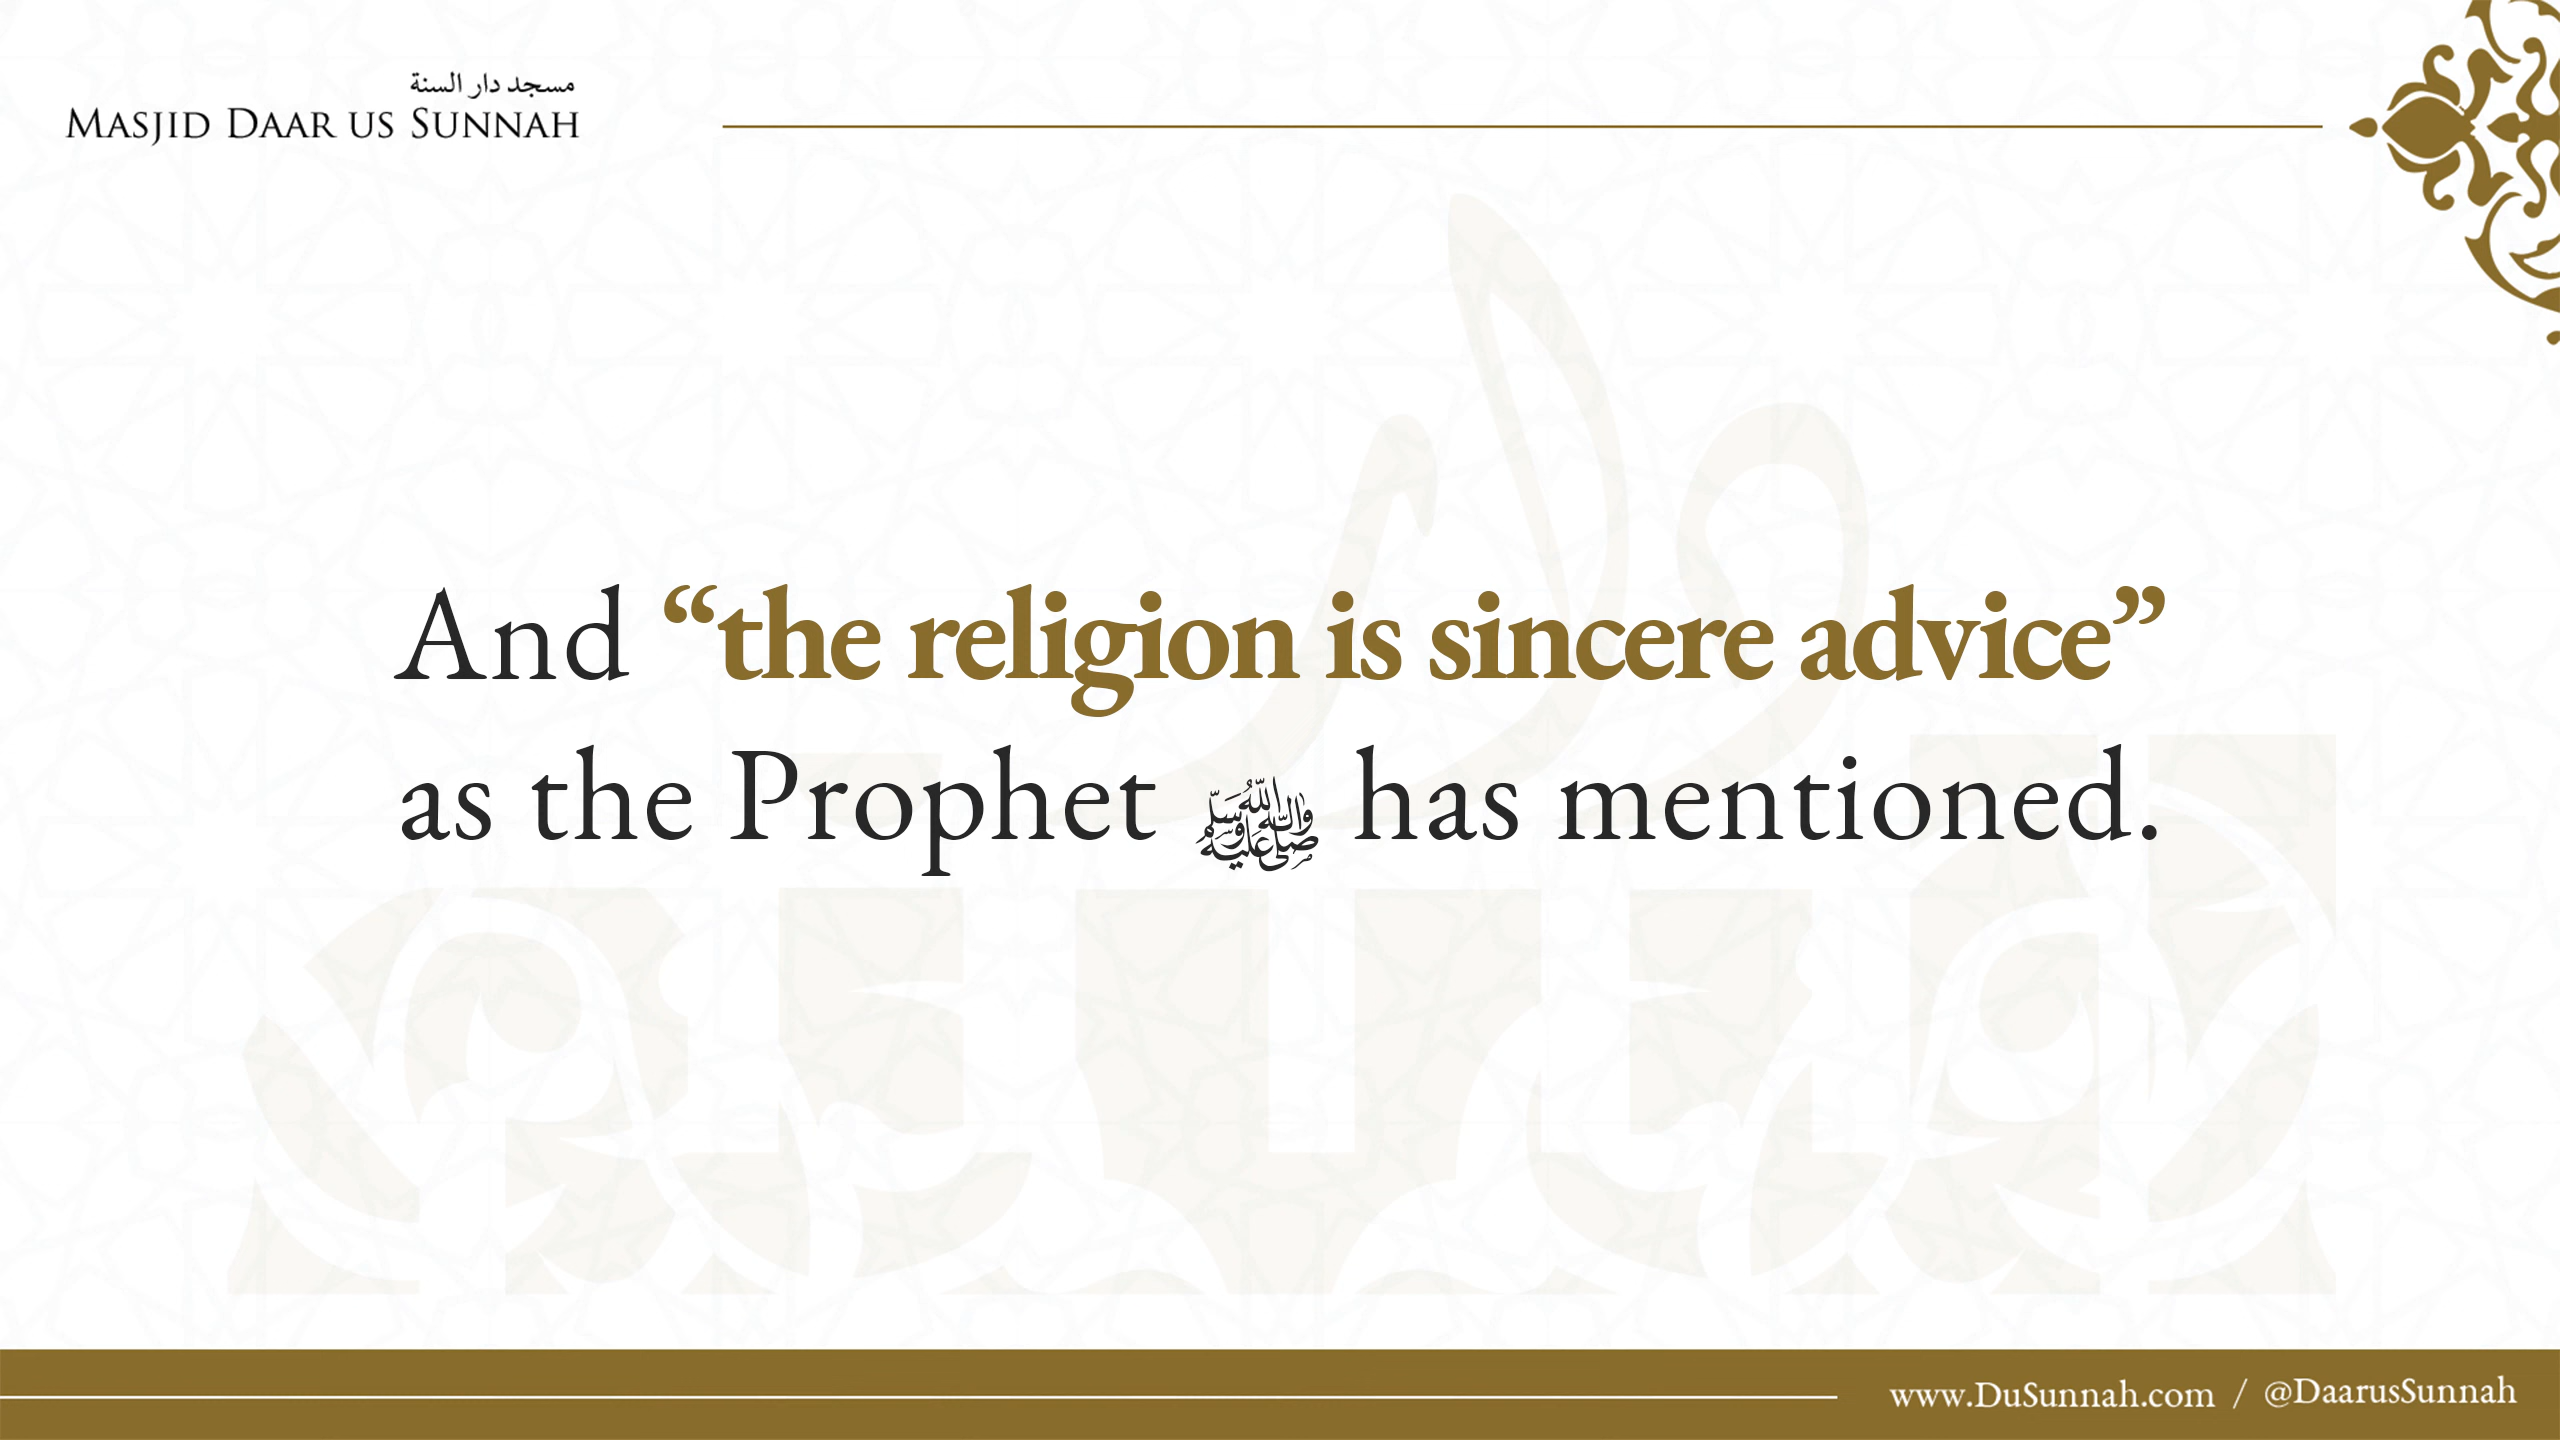 مسجد دار السنة
MASJID DAAR US SUNNAH
And “the religion is sincere advice”
as the Prophet ﷺ has mentioned.
www.DuSunnah.com / @DaarusSunnah